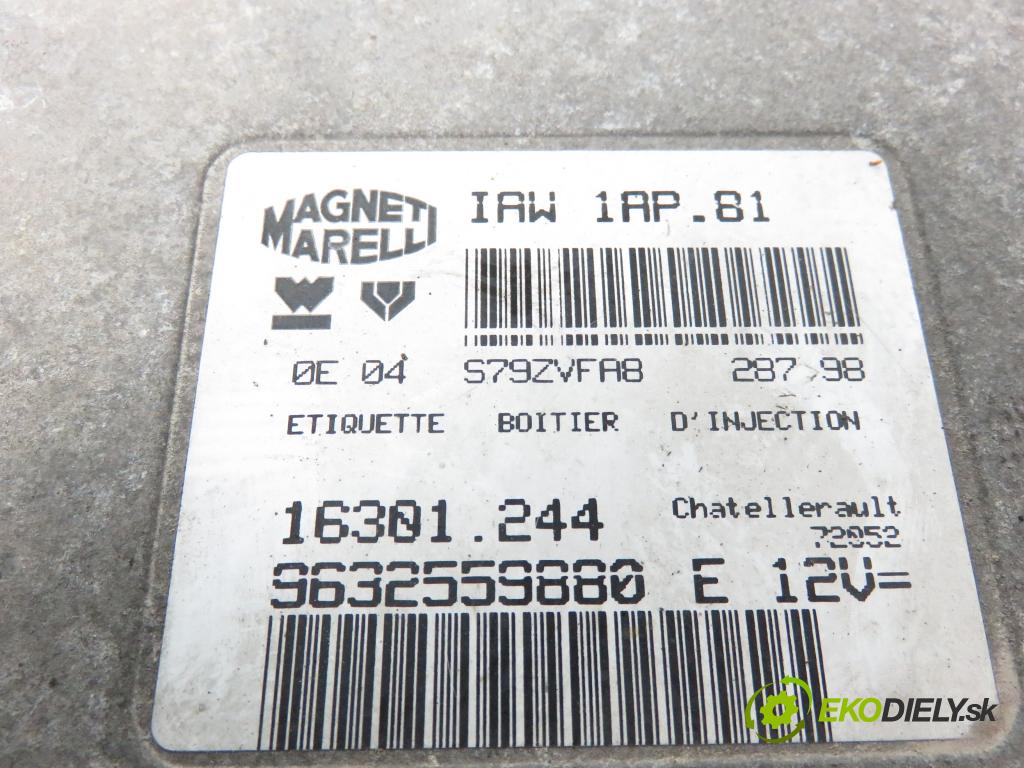 MAGNETI
MARELLI
IAW 1AP.81
0E 04 S79ZVFA8 287.98
ETIQUETTE BOITIER D'INJECTION
16301.244 Chatellerault
72052
9632559880 E 12V=
EKODIELY.sk